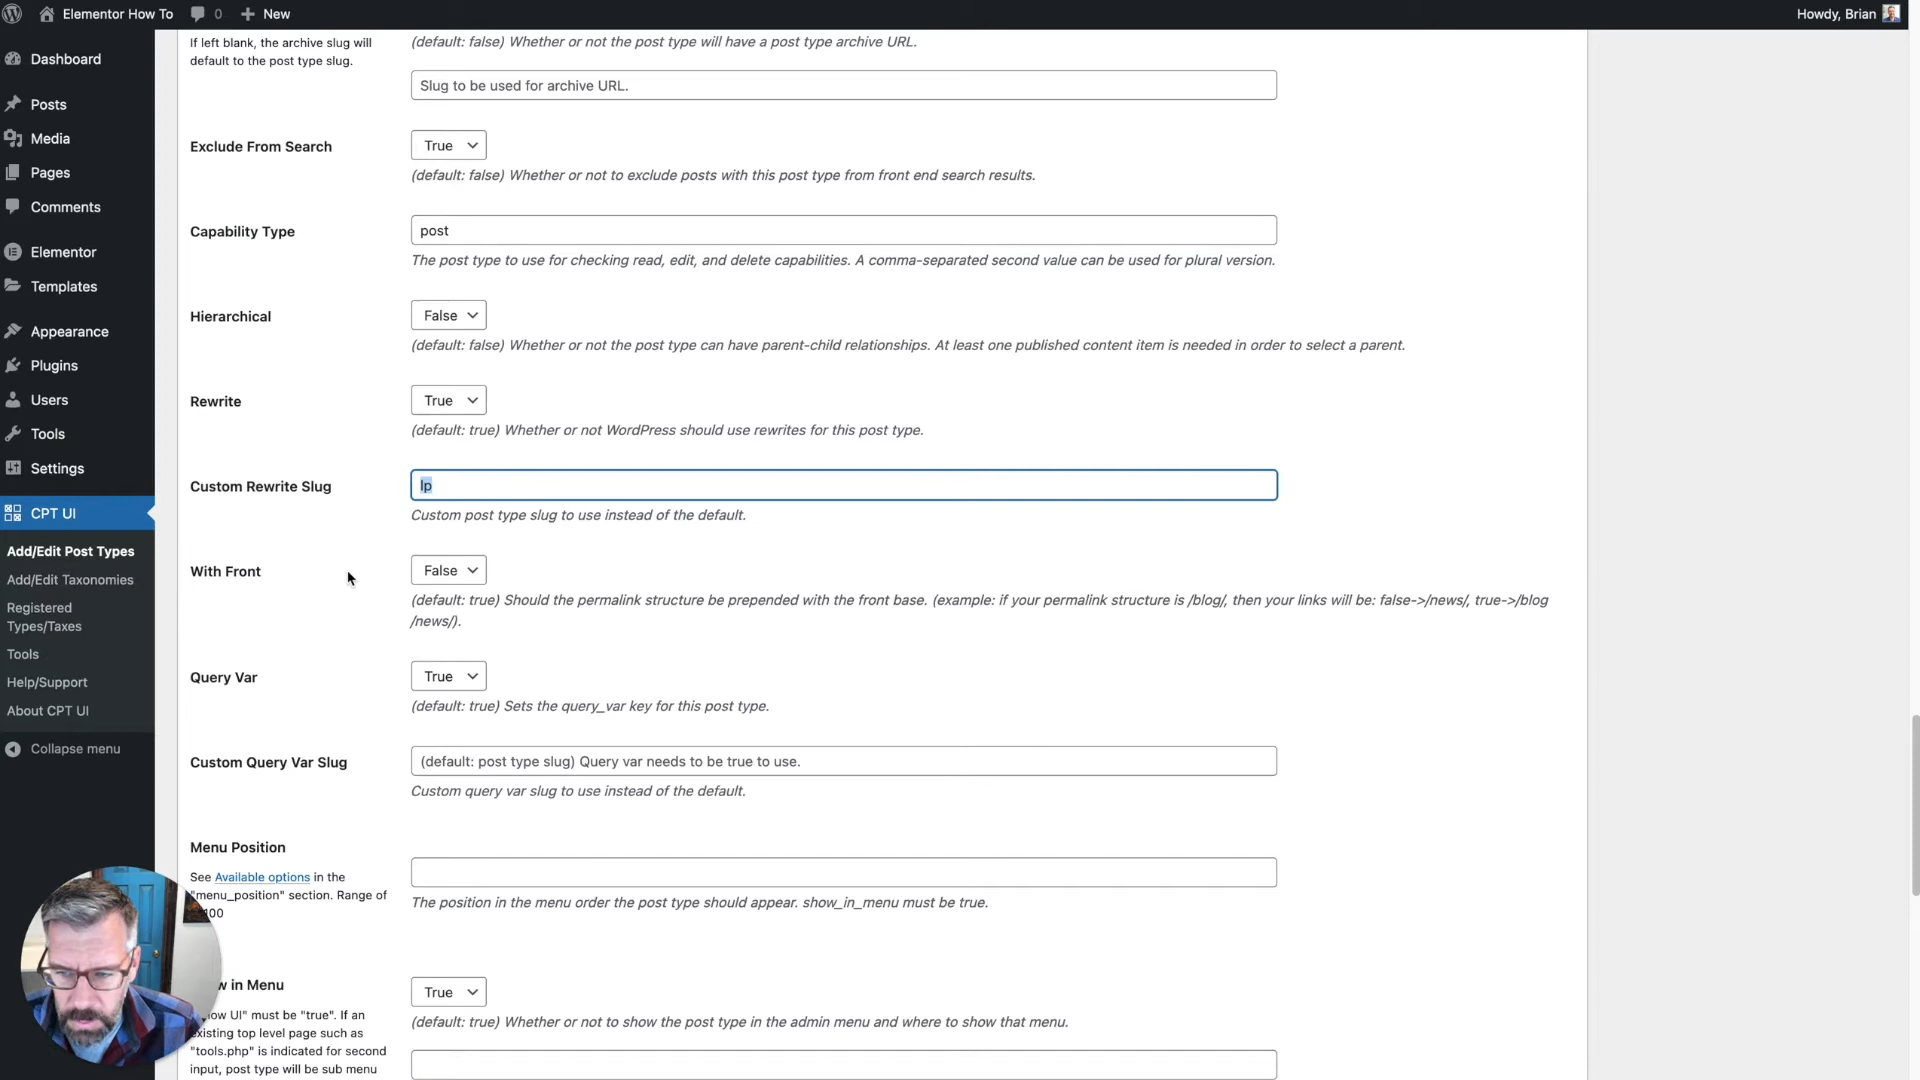 Elementor How To 0 New Howdy, Brian
Dashboard
Posts
Media
Pages
Comments
Elementor
Templates
Appearance
Plugins
Users
Tools
Settings
CPT UI
Add/Edit Post Types
Add/Edit Taxonomies
Registered
Types/Taxes
Tools
Help/Support
About CPT UI
Collapse menu
If left blank, the archive slug will
default to the post type slug.
(default: false) Whether or not the post type will have a post type archive URL.
Slug to be used for archive URL.
Exclude From Search
True
(default: false) Whether or not to exclude posts with this post type from front end search results.
Capability Type
post
The post type to use for checking read, edit, and delete capabilities. A comma-separated second value can be used for plural version.
Hierarchical
False
(default: false) Whether or not the post type can have parent-child relationships. At least one published content item is needed in order to select a parent.
Rewrite
True
(default: true) Whether or not WordPress should use rewrites for this post type.
Custom Rewrite Slug
lp
Custom post type slug to use instead of the default.
With Front
False
(default: true) Should the permalink structure be prepended with the front base. (example: if your permalink structure is /blog/, then your links will be: false->/news/, true->/blog
/news/).
Query Var
True
(default: true) Sets the query_var key for this post type.
Custom Query Var Slug
(default: post type slug) Query var needs to be true to use.
Custom query var slug to use instead of the default.
Menu Position
See Available options in the
"menu_position" section. Range of
100
The position in the menu order the post type should appear. show_in_menu must be true.
in Menu
True
UI" must be "true". If an
existing top level page such as
"tools.php" is indicated for second
input, post type will be sub menu
(default: true) Whether or not to show the post type in the admin menu and where to show that menu.